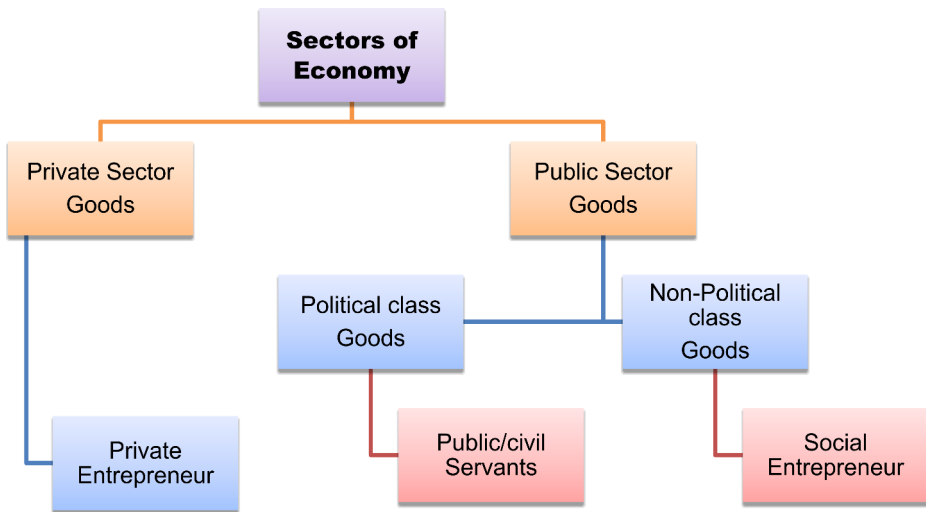 Sectors of
Economy
Private Sector
Goods
Public Sector
Goods
Political class
Goods
Non-Political
class
Goods
Private
Entrepreneur
Public/civil
Servants
Social
Entrepreneur